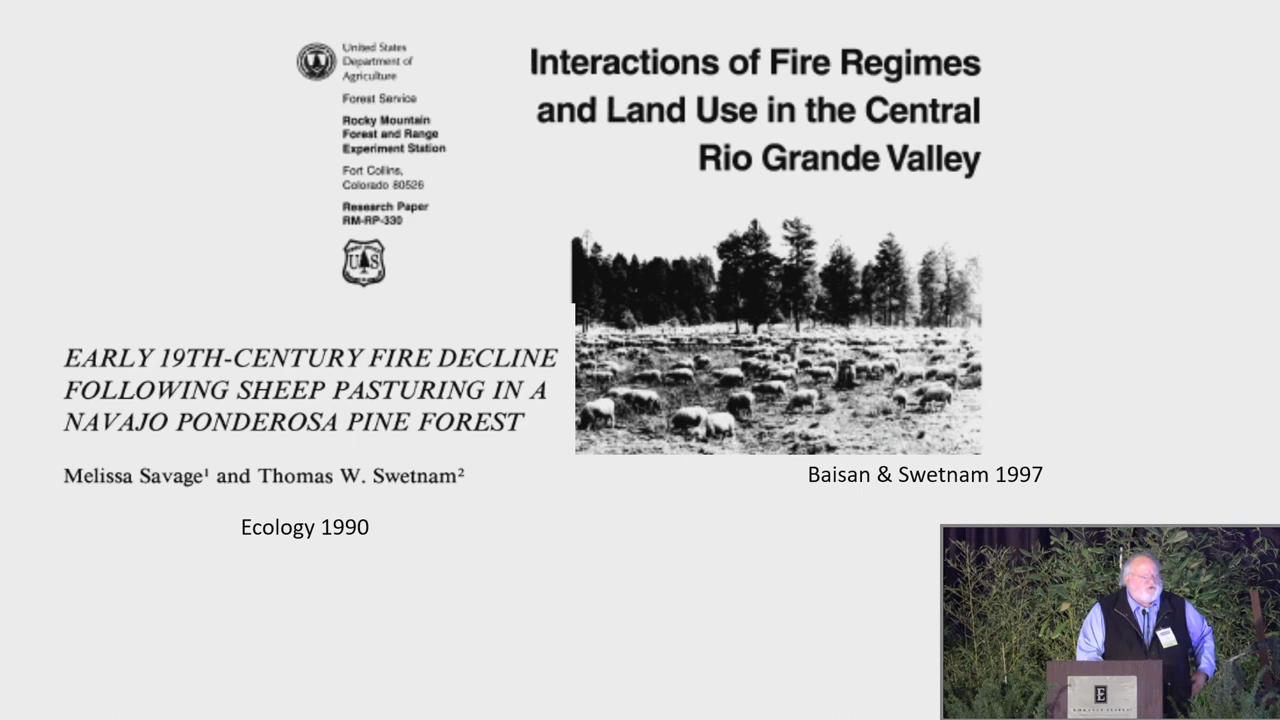 United States
Department of
Agriculture
Forest Service
Rocky Mountain
Forest and Range
Experiment Station
Fort Collins,
Colorado 80526
Research Paper
RM-RP-330
Interactions of Fire Regimes
and Land Use in the Central
Rio Grande Valley
EARLY 19TH-CENTURY FIRE DECLINE
FOLLOWING SHEEP PASTURING IN A
NAVAJO PONDEROSA PINE FOREST
Melissa Savage¹ and Thomas W. Swetnam²
Ecology 1990
Baisan & Swetnam 1997
US
E